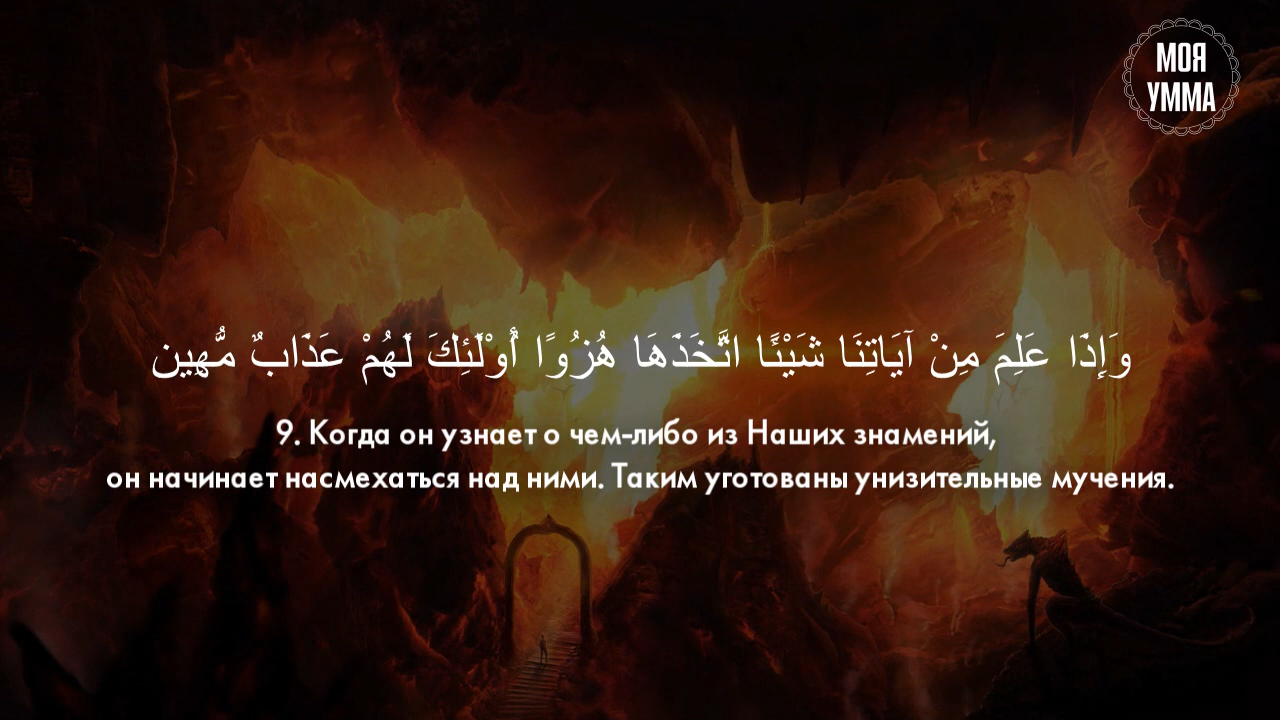 МОЯ
УММА
وَإِذَا عَلِمَ مِنْ آيَاتِنَا شَيْئًا اتَّخَذَهَا هُزُوًا أُوْلَئِكَ لَهُمْ عَذَابٌ مُّهِين
9. Когда он узнает о чем-либо из Наших знамений,
он начинает насмехаться над ними. Таким уготованы унизительные мучения.